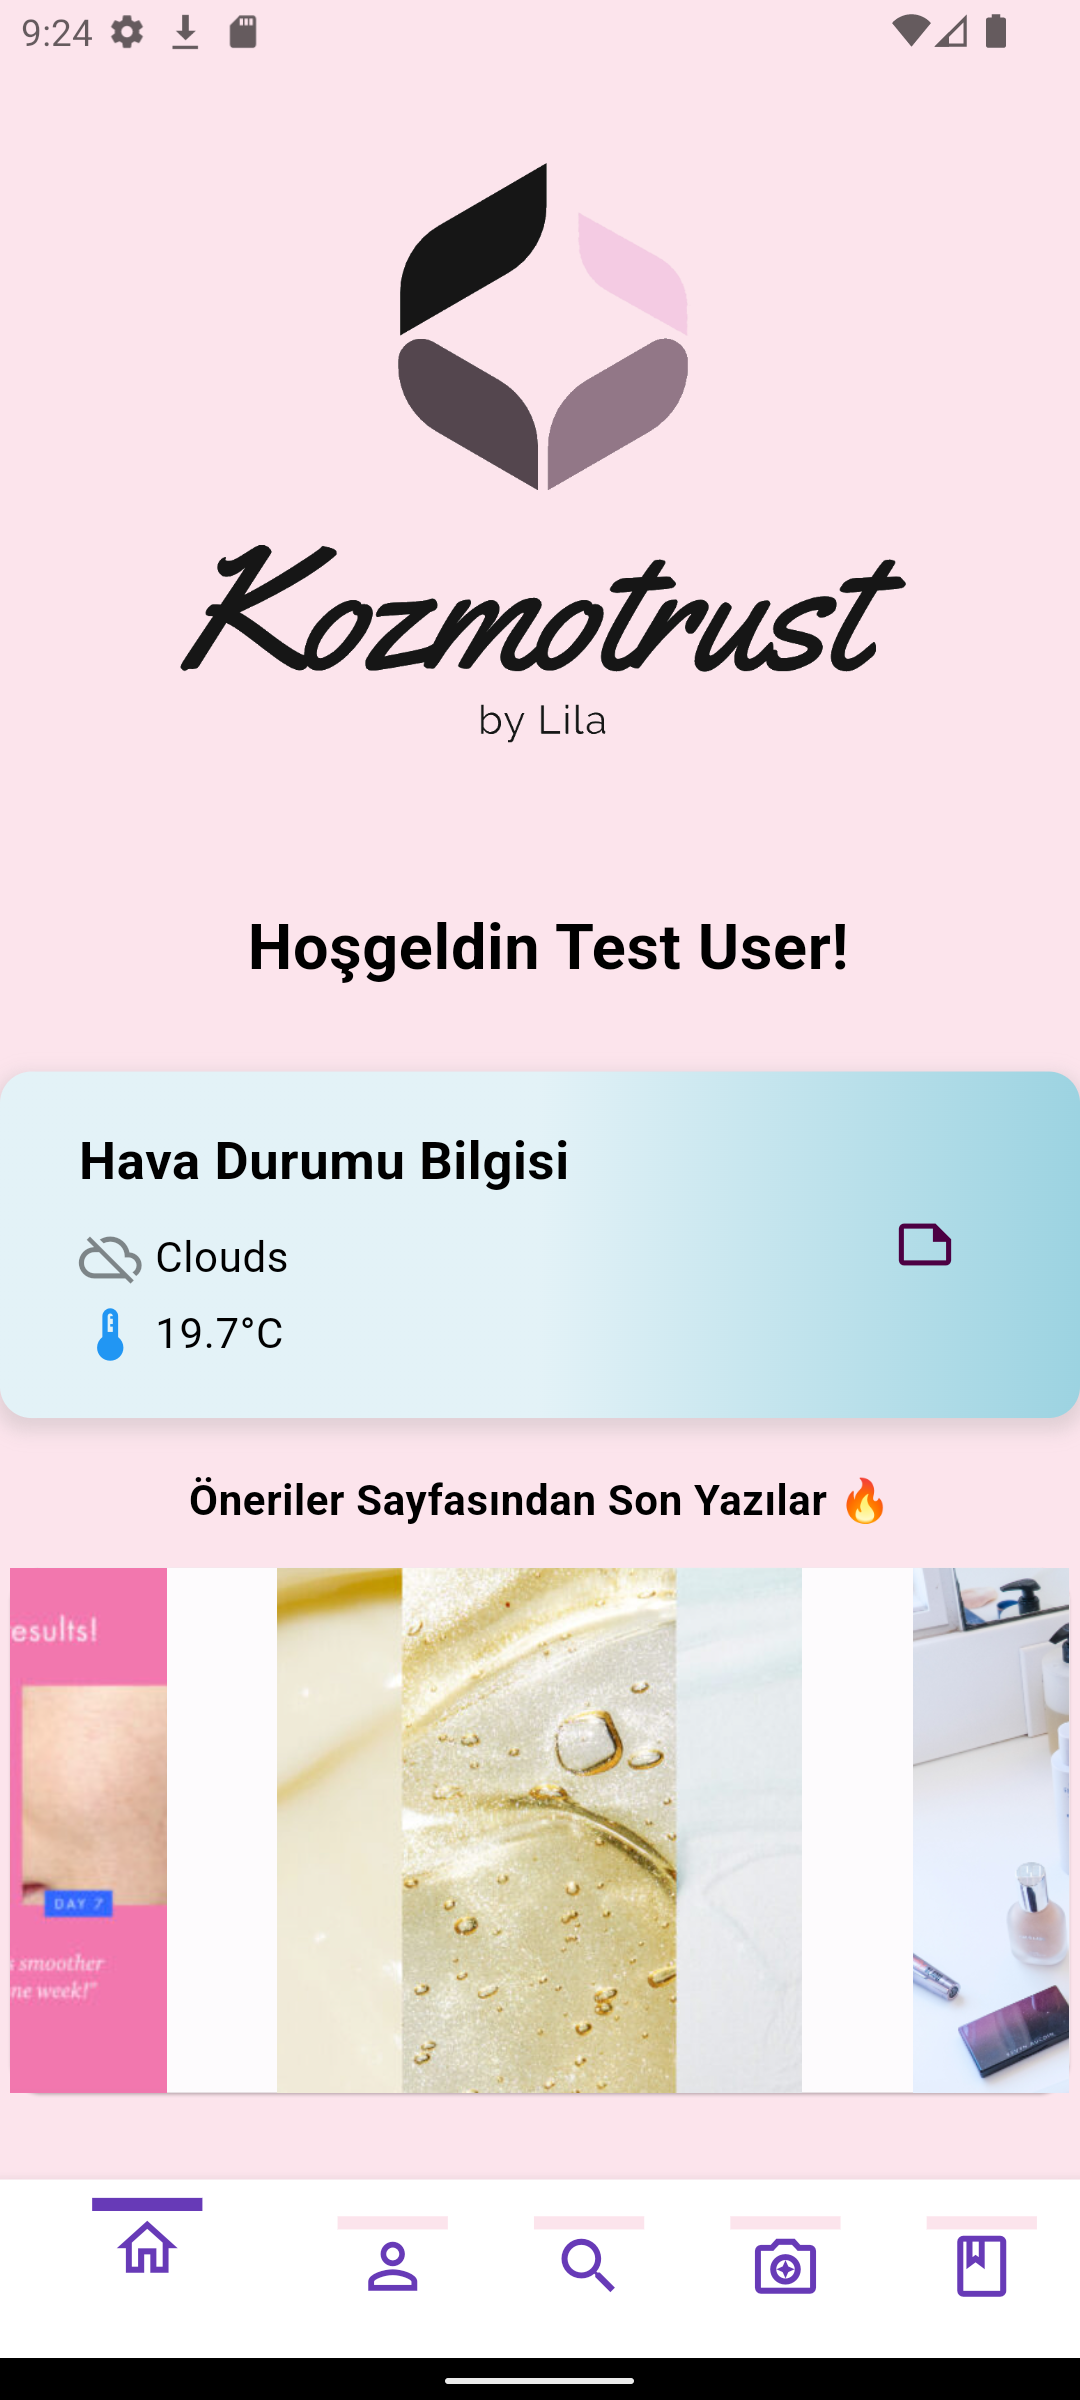 9:24
Kozmotrust
by Lila
Hoşgeldin Test User!
Hava Durumu Bilgisi
Clouds
19.7°C
Öneriler Sayfasından Son Yazılar 🔥
esults!
DAY 7
smoother
ne week!"